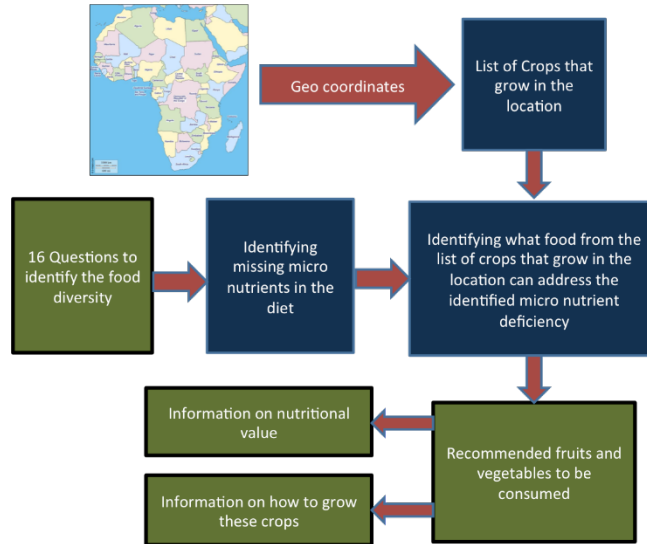 Geo coordinates
List of Crops that
grow in the
location
16 Questions to
identify the food
diversity
Identifying
missing micro
nutrients in the
diet
Identifying what food from the
list of crops that grow in the
location can address the
identified micro nutrient
deficiency
Information on nutritional
value
Recommended fruits and
vegetables to be
consumed
Information on how to grow
these crops